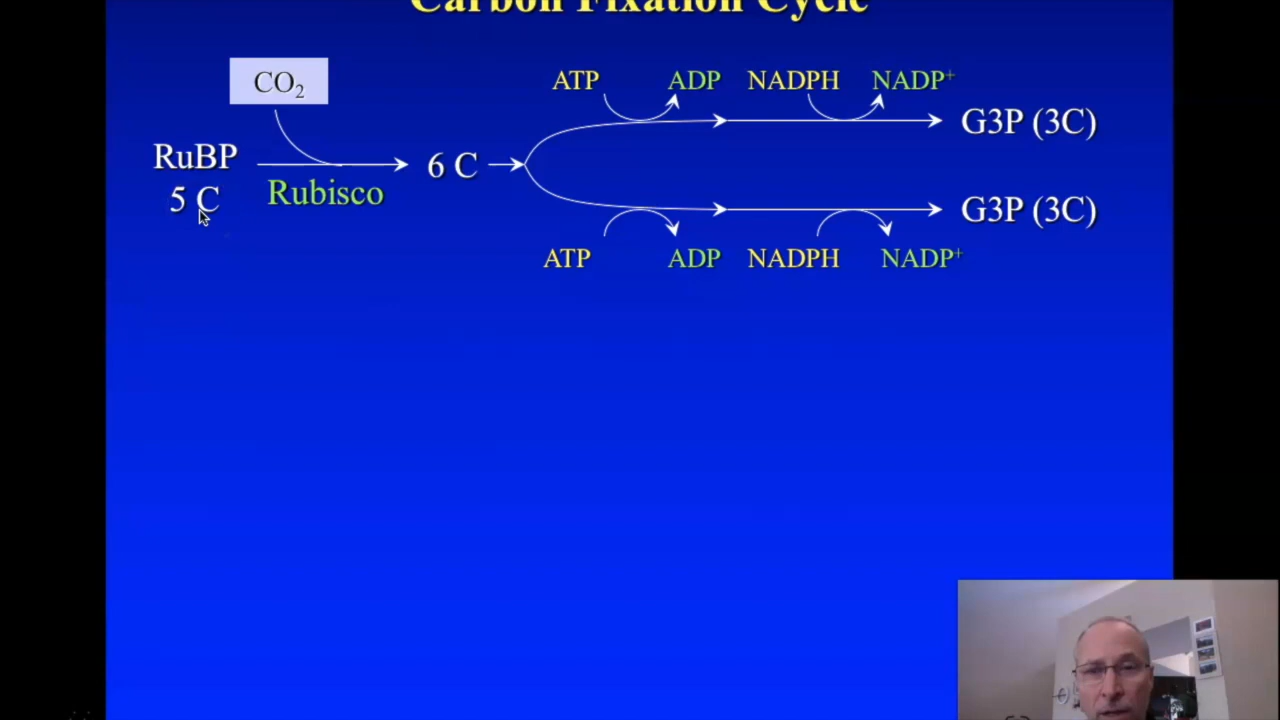 Carbon Fixation Cycle
CO₂
ATP ADP NADPH NADP⁺
G3P (3C)
RuBP
5 C
Rubisco
6 C
G3P (3C)
ATP ADP NADPH NADP⁺